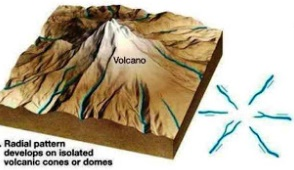 Volcano
. Radial pattern
develops on isolated
volcanic cones or domes